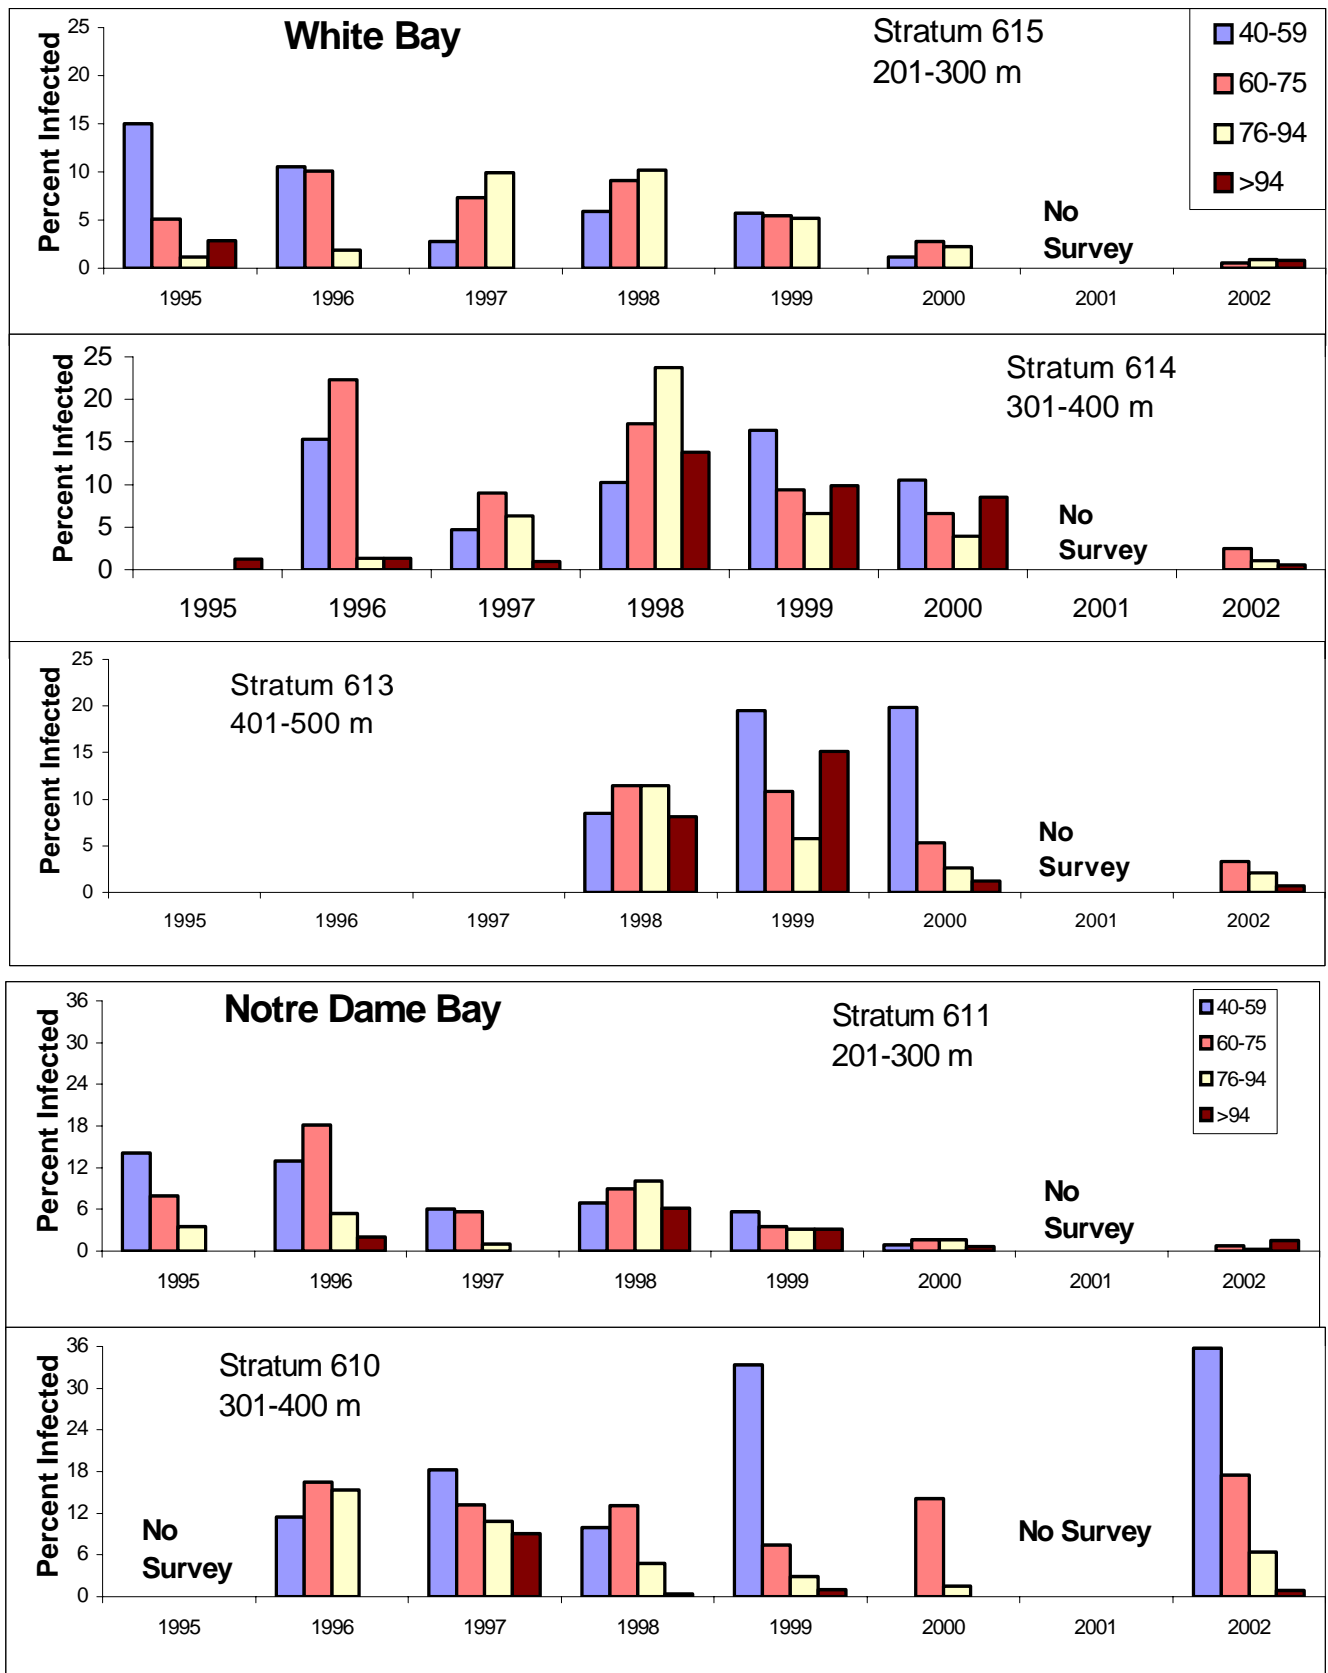 White Bay
Stratum 615
201-300 m
40-59
60-75
76-94
>94
Percent Infected
25
20
15
10
5
0
No
Survey
1995 1996 1997 1998 1999 2000 2001 2002
Stratum 614
301-400 m
Percent Infected
25
20
15
10
5
0
No
Survey
1995 1996 1997 1998 1999 2000 2001 2002
Stratum 613
401-500 m
Percent Infected
25
20
15
10
5
0
No
Survey
1995 1996 1997 1998 1999 2000 2001 2002
Notre Dame Bay
Stratum 611
201-300 m
40-59
60-75
76-94
>94
Percent Infected
36
30
24
18
12
6
0
No
Survey
1995 1996 1997 1998 1999 2000 2001 2002
Stratum 610
301-400 m
Percent Infected
36
30
24
18
12
6
0
No
Survey
No Survey
1995 1996 1997 1998 1999 2000 2001 2002